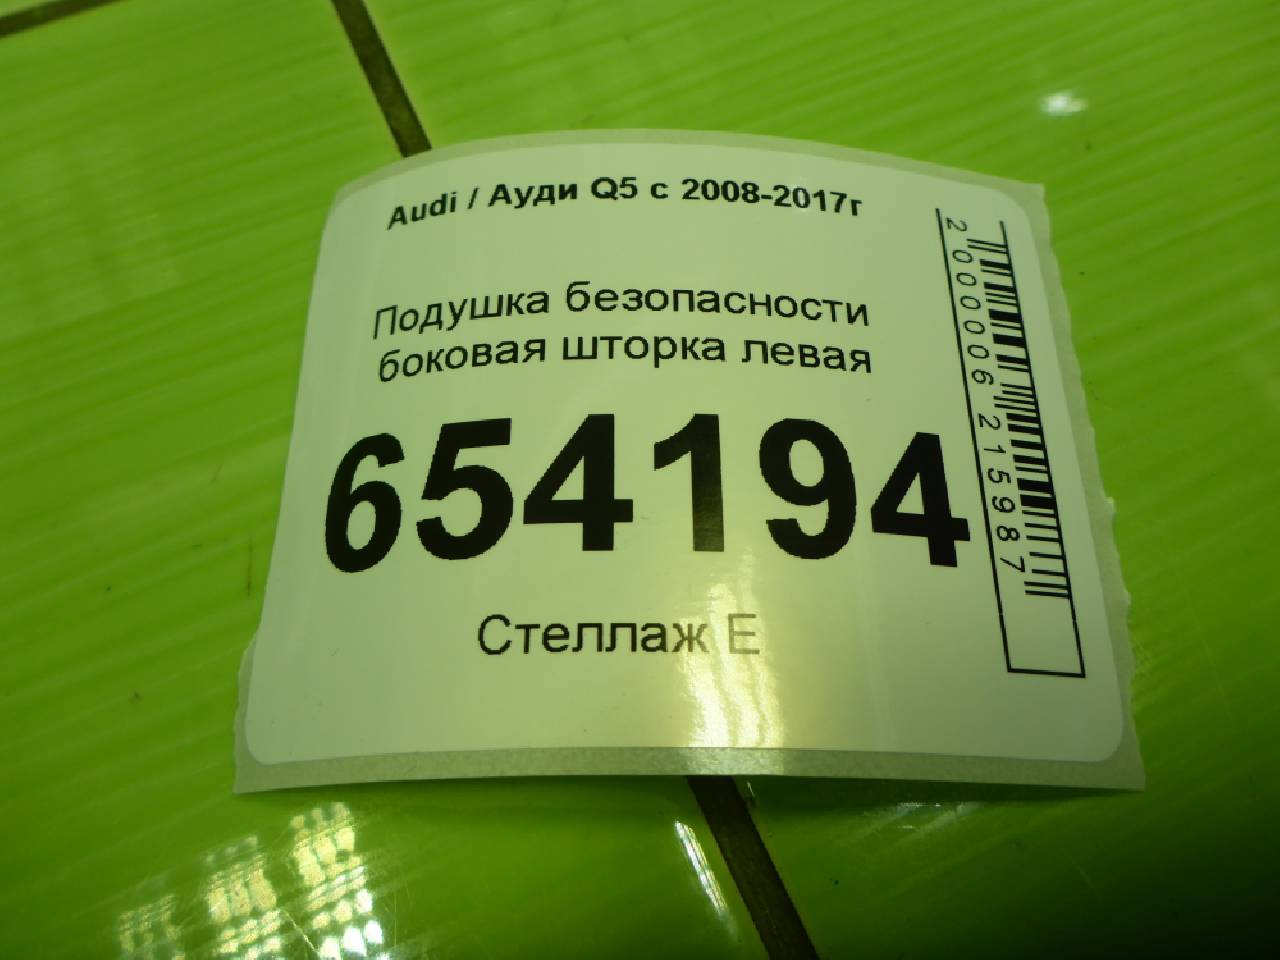 Audi / Ауди Q5 с 2008-2017г
Подушка безопасности
боковая шторка левая
654194
Стеллаж Е
2000006215987